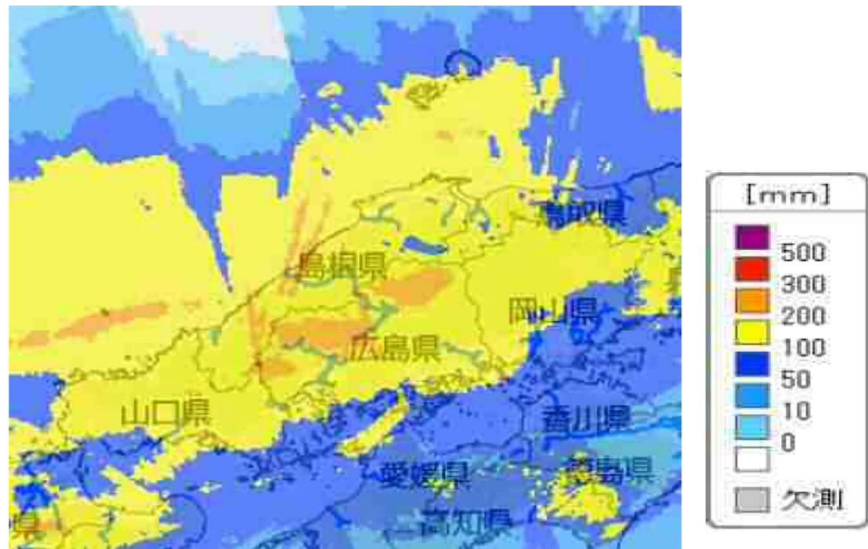 鳥取県
島根県
岡山県
広島県
山口県
香川県
愛媛県
徳島県
高知県
県
[mm]
500
300
200
100
50
10
0
欠測